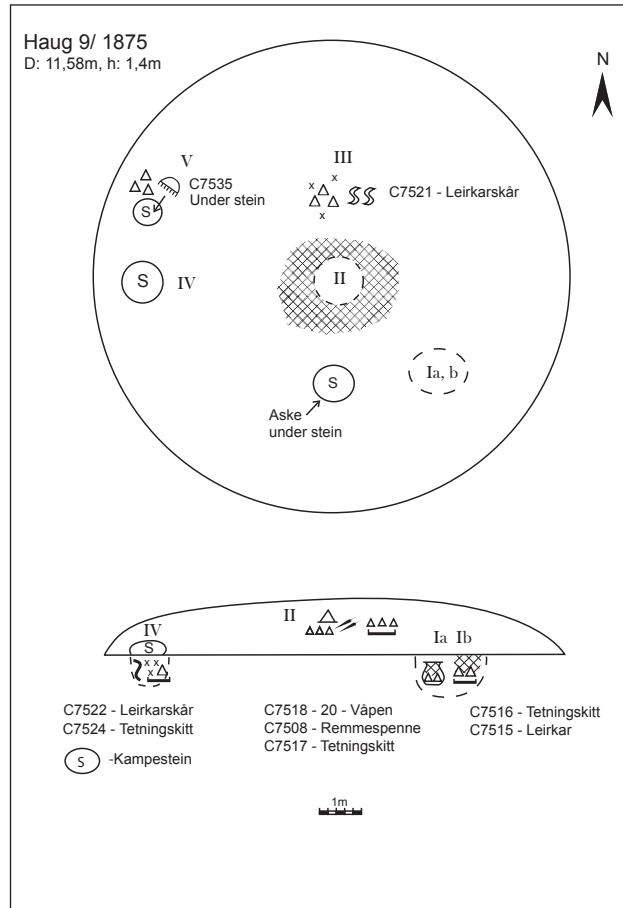 Haug 9/ 1875
D: 11,58m, h: 1,4m
N
V
III
C7535
Under stein
S
x
x
x
C7521 - Leirkarskår
S
IV
II
Ia, b
S
Aske
under stein
II
IV
Ia Ib
S
x x
x
C7522 - Leirkarskår
C7524 - Tetningskitt
C7518 - 20 - Våpen
C7508 - Remmespenne
C7517 - Tetningskitt
C7516 - Tetningskitt
C7515 - Leirkar
S -Kampestein
1m